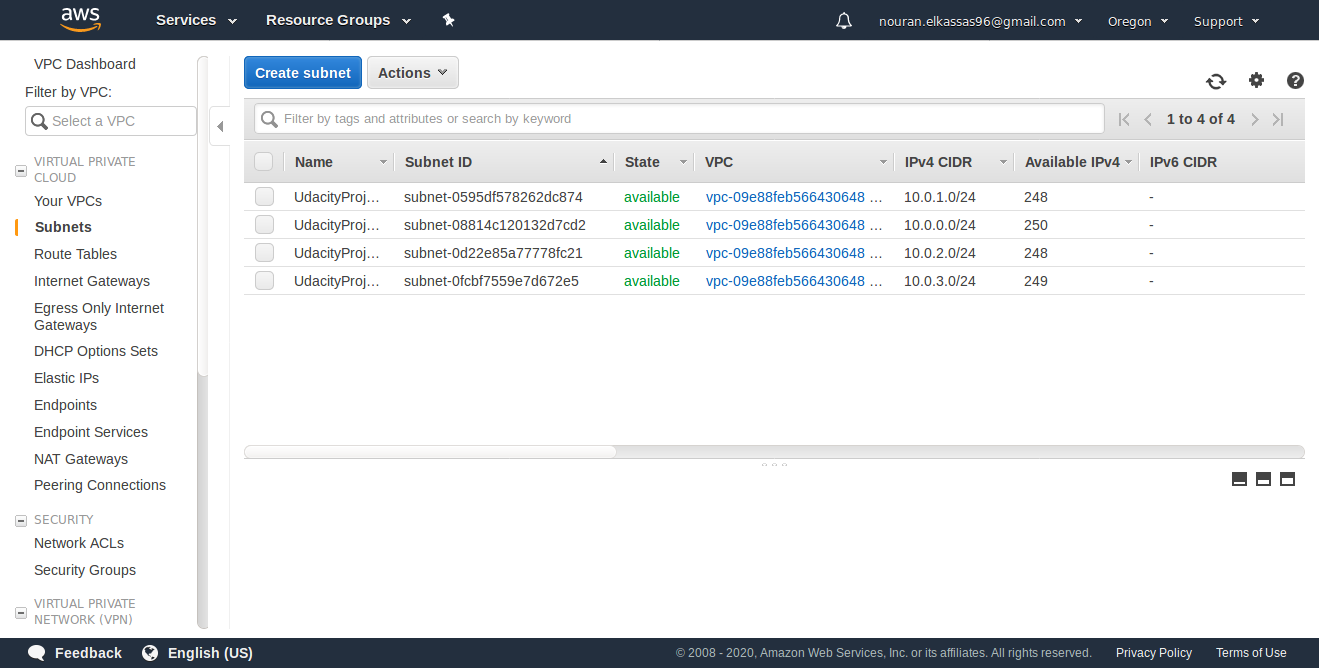 aws Services Resource Groups nouran.elkassas96@gmail.com Oregon Support
VPC Dashboard
Filter by VPC:
Select a VPC
VIRTUAL PRIVATE
CLOUD
Your VPCs
Subnets
Route Tables
Internet Gateways
Egress Only Internet
Gateways
DHCP Options Sets
Elastic IPs
Endpoints
Endpoint Services
NAT Gateways
Peering Connections
SECURITY
Network ACLs
Security Groups
VIRTUAL PRIVATE
NETWORK (VPN)
Create subnet Actions
Filter by tags and attributes or search by keyword 1 to 4 of 4
Name Subnet ID State VPC IPv4 CIDR Available IPv4 IPv6 CIDR
UdacityProj… subnet-0595df578262dc874 available vpc-09e88feb566430648 … 10.0.1.0/24 248 -
UdacityProj… subnet-08814c120132d7cd2 available vpc-09e88feb566430648 … 10.0.0.0/24 250 -
UdacityProj… subnet-0d22e85a77778fc21 available vpc-09e88feb566430648 … 10.0.2.0/24 248 -
UdacityProj… subnet-0fcbf7559e7d672e5 available vpc-09e88feb566430648 … 10.0.3.0/24 249 -
Feedback English (US) © 2008 - 2020, Amazon Web Services, Inc. or its affiliates. All rights reserved. Privacy Policy Terms of Use